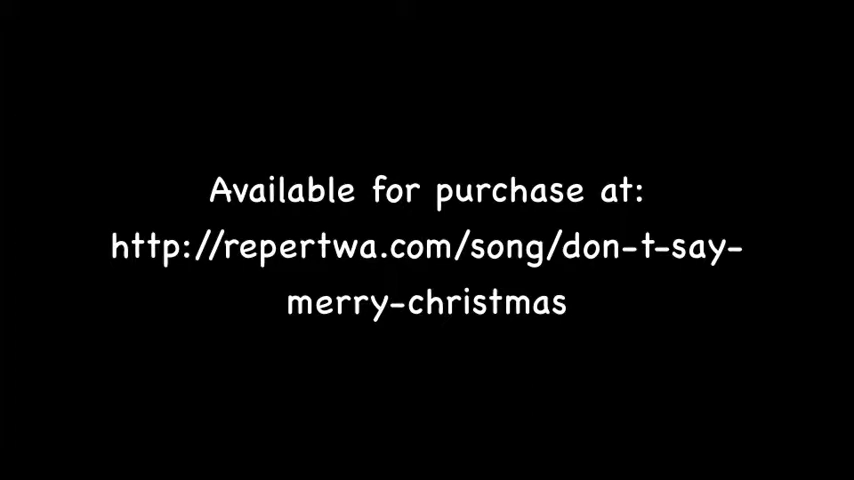 Available for purchase at:
http://repertwa.com/song/don-t-say-
merry-christmas